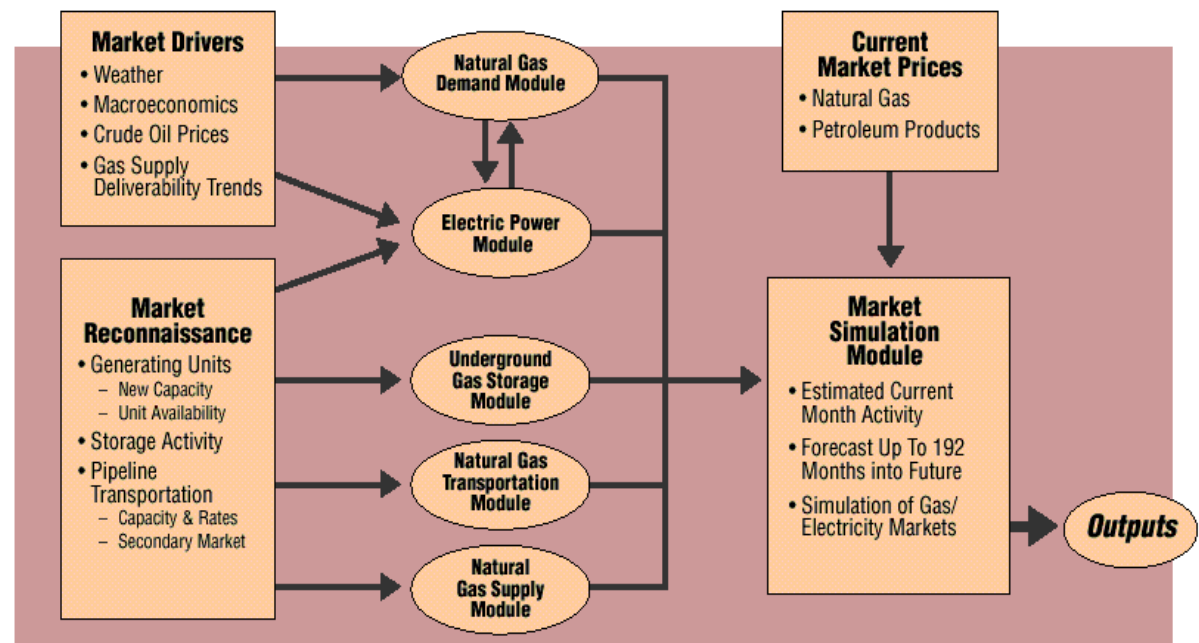 Market Drivers
• Weather
• Macroeconomics
• Crude Oil Prices
• Gas Supply
Deliverability Trends
Natural Gas
Demand Module
Current
Market Prices
• Natural Gas
• Petroleum Products
Electric Power
Module
Market
Reconnaissance
• Generating Units
– New Capacity
– Unit Availability
• Storage Activity
• Pipeline
Transportation
– Capacity & Rates
– Secondary Market
Underground
Gas Storage
Module
Natural Gas
Transportation
Module
Natural
Gas Supply
Module
Market
Simulation
Module
• Estimated Current
Month Activity
• Forecast Up To 192
Months into Future
• Simulation of Gas/
Electricity Markets
Outputs